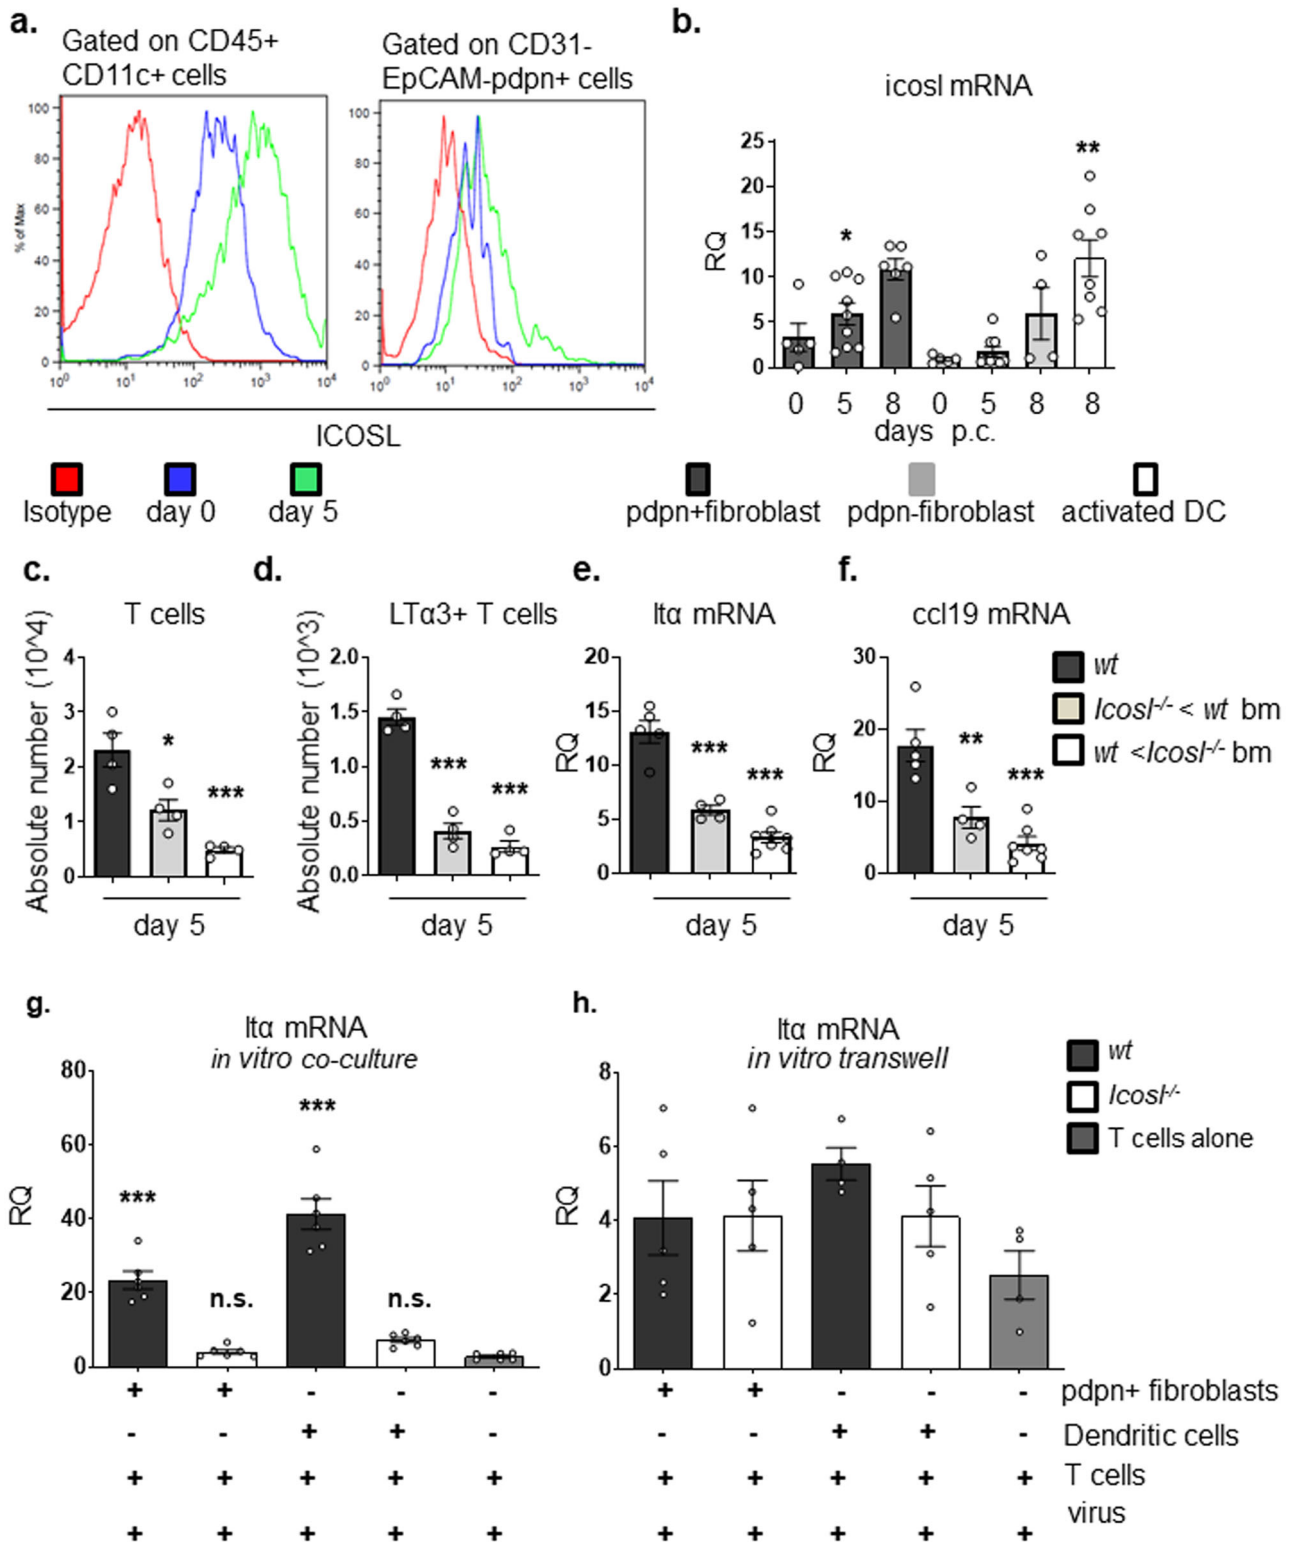 a.
Gated on CD45+
CD11c+ cells
Gated on CD31-
EpCAM-pdpn+ cells
% of Max
100
80
60
40
20
0
10^0 10^1 10^2 10^3 10^4
100
80
60
40
20
0
10^0 10^1 10^2 10^3 10^4
ICOSL
Isotype day 0 day 5
b.
icosl mRNA
RQ
25
20
15
10
5
0
* **
0 5 8 0 5 8 8
days p.c.
pdpn+fibroblast pdpn-fibroblast activated DC
c.
T cells
Absolute number (10^4)
4
3
2
1
0
* ***
day 5
d.
LTα3+ T cells
Absolute number (10^3)
2.0
1.5
1.0
0.5
0.0
*** ***
day 5
e.
ltα mRNA
RQ
20
15
10
5
0
*** ***
day 5
f.
ccl19 mRNA
RQ
30
20
10
0
** ***
day 5
wt
Icosl-/- < wt bm
wt <Icosl-/- bm
g.
ltα mRNA
in vitro co-culture
RQ
80
60
40
20
0
*** n.s. *** n.s.
+ + - - -
- - + + -
+ + + + +
+ + + + +
h.
ltα mRNA
in vitro transwell
RQ
8
6
4
2
0
wt
Icosl-/-
T cells alone
+ + - - - pdpn+ fibroblasts
- - + + - Dendritic cells
+ + + + + T cells
+ + + + + virus